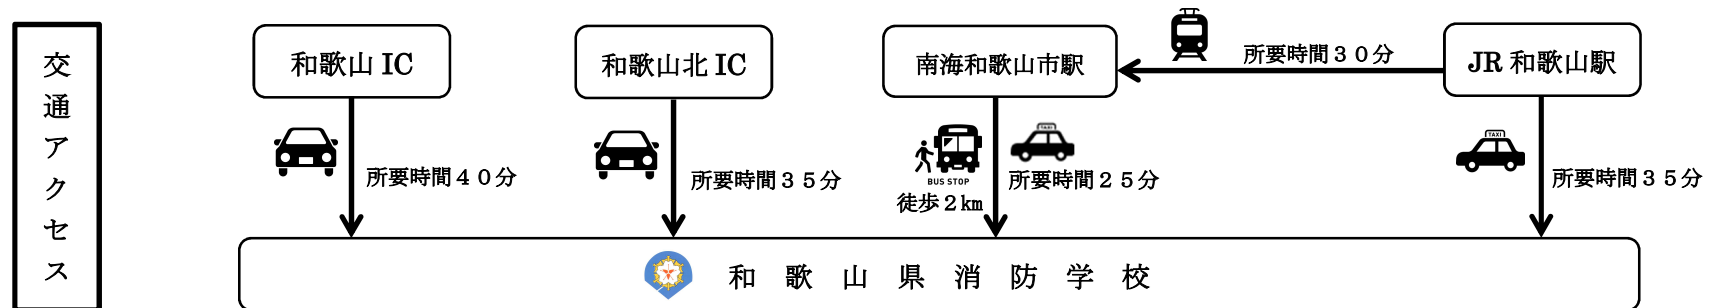 交通アクセス
和歌山 IC
和歌山北 IC
南海和歌山市駅
所要時間３０分
JR 和歌山駅
TAXI
TAXI
BUS STOP
所要時間４０分
所要時間３５分
徒歩２km
所要時間２５分
所要時間３５分
和歌山県消防学校